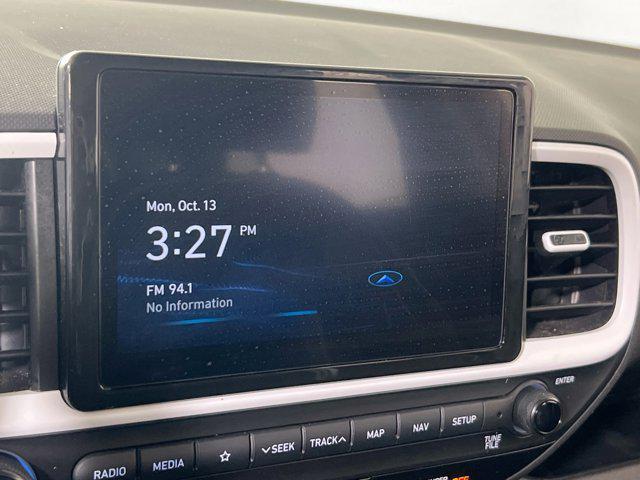 Mon, Oct. 13
3:27 PM
FM 94.1
No Information
ENTER
RADIO MEDIA ☆ ∨SEEK TRACK∧ MAP NAV SETUP
TUNE
FILE
OFF